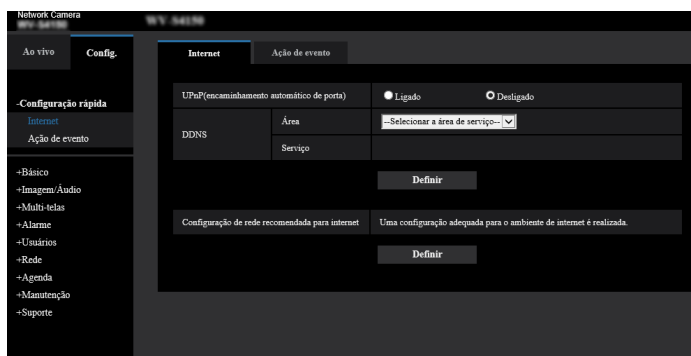 Network Camera
Ao vivo
Config.
Internet
Ação de evento
-Configuração rápida
Internet
Ação de evento
+Básico
+Imagem/Áudio
+Multi-telas
+Alarme
+Usuários
+Rede
+Agenda
+Manutenção
+Suporte
UPnP(encaminhamento automático de porta)
Ligado
Desligado
DDNS
Área
--Selecionar a área de serviço--
Serviço
Definir
Configuração de rede recomendada para internet
Uma configuração adequada para o ambiente de internet é realizada.
Definir